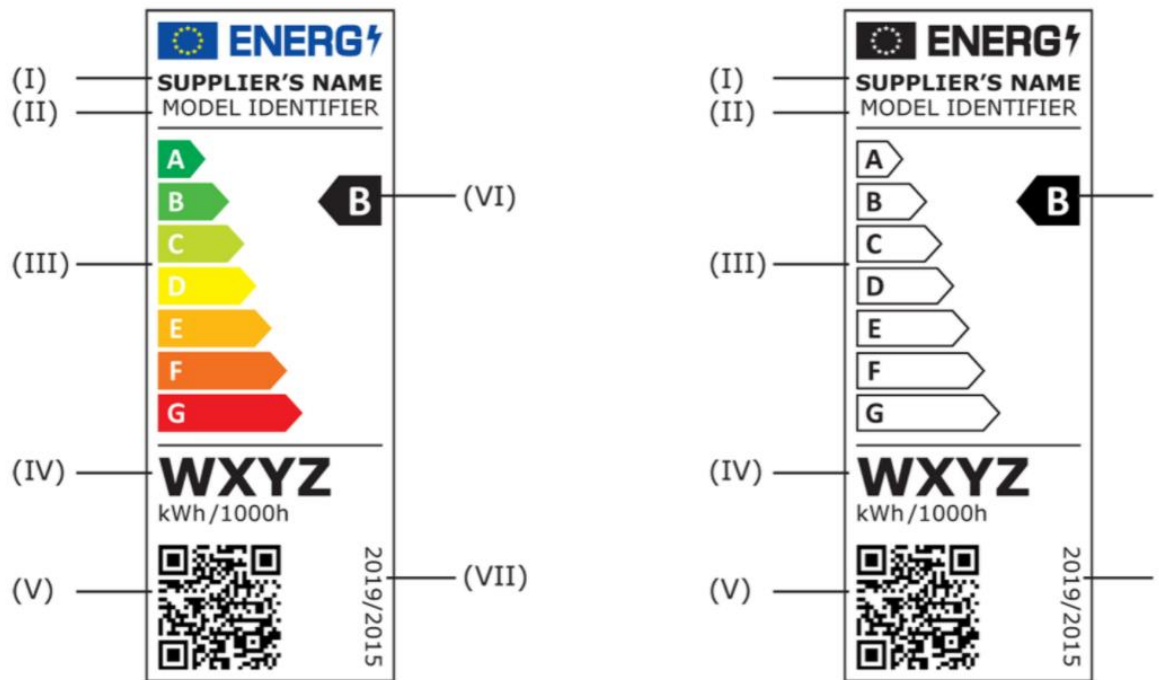 ENERG
(I) SUPPLIER'S NAME
(II) MODEL IDENTIFIER
A
B
B (VI)
C
(III)
D
E
F
G
(IV) WXYZ
kWh/1000h
(V)
2019/2015 (VII)
ENERG
(I) SUPPLIER'S NAME
(II) MODEL IDENTIFIER
A
B
B
C
(III)
D
E
F
G
(IV) WXYZ
kWh/1000h
(V)
2019/2015